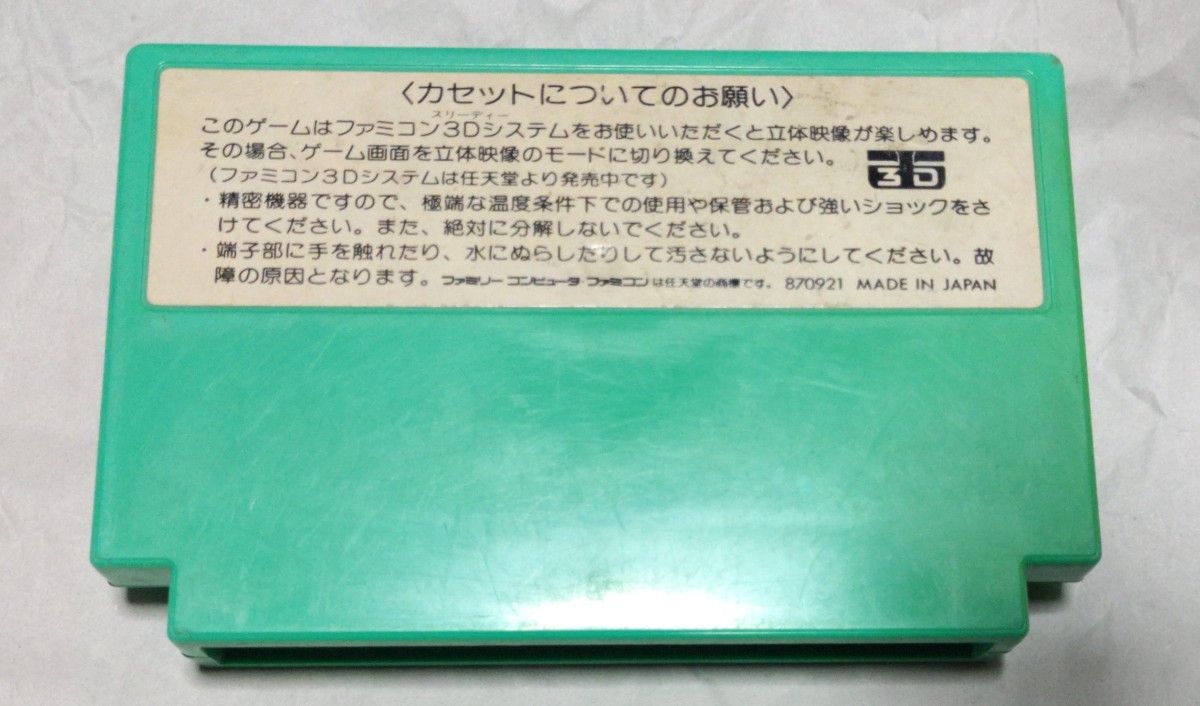 〈カセットについてのお願い〉
スリーディー
このゲームはファミコン3Dシステムをお使いいただくと立体映像が楽しめます。
その場合、ゲーム画面を立体映像のモードに切り換えてください。
3D
(ファミコン3Dシステムは任天堂より発売中です)
・精密機器ですので、極端な温度条件下での使用や保管および強いショックをさ
けてください。また、絶対に分解しないでください。
・端子部に手を触れたり、水にぬらしたりして汚さないようにしてください。故
障の原因となります。ファミリーコンピュータ・ファミコンは任天堂の商標です。 870921 MADE IN JAPAN